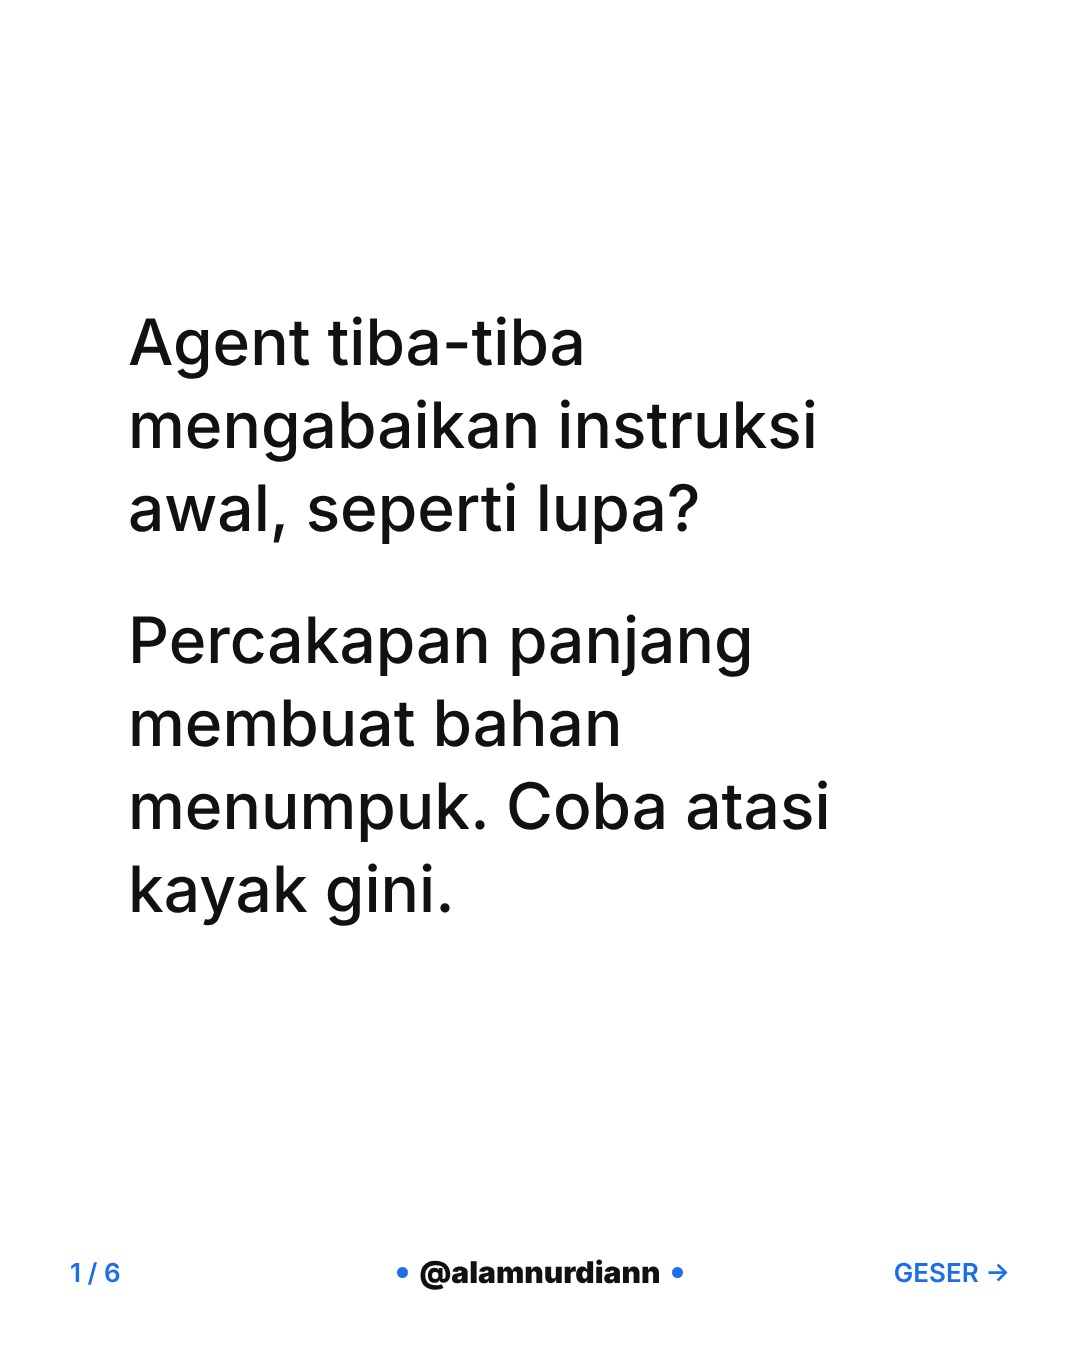 Agent tiba-tiba
mengabaikan instruksi
awal, seperti lupa?
Percakapan panjang
membuat bahan
menumpuk. Coba atasi
kayak gini.
1 / 6
• @alamnurdiann •
GESER →